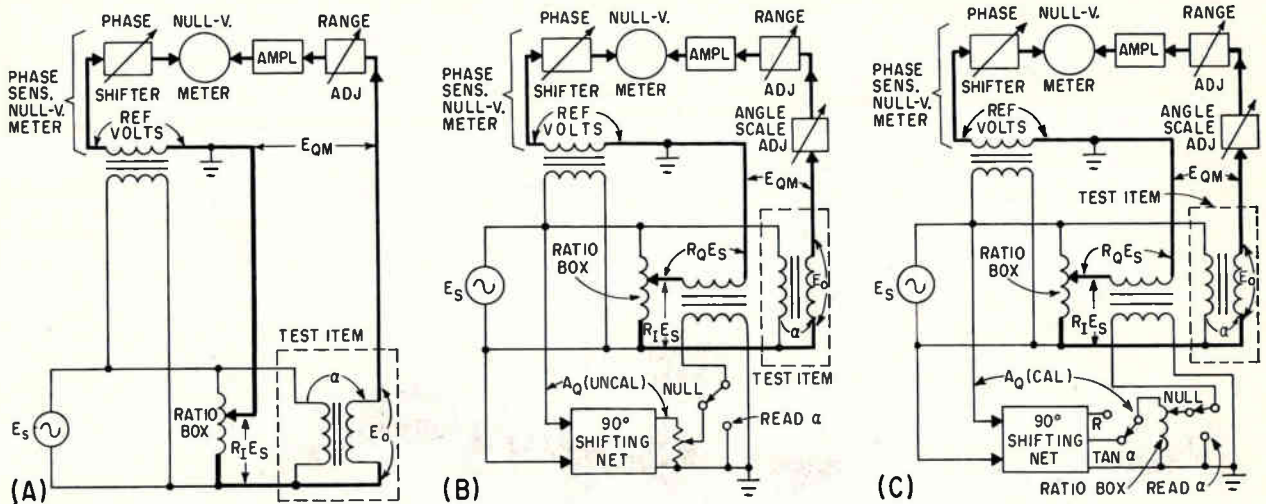 PHASE
NULL-V.
RANGE
PHASE
SENS.
NULL-V.
METER
AMPL
SHIFTER
METER
ADJ
REF
VOLTS
E_QM
TEST ITEM
E_S
RATIO
BOX
R_I E_S
α
E_O
(A)
PHASE
NULL-V.
RANGE
PHASE
SENS.
NULL-V.
METER
AMPL
SHIFTER
METER
ADJ
REF
VOLTS
ANGLE
SCALE
ADJ
E_QM
RATIO
BOX
R_Q E_S
E_S
R_I E_S
E_O
α
TEST ITEM
A_Q (UNCAL)
NULL
READ α
90°
SHIFTING
NET
(B)
PHASE
NULL-V.
RANGE
PHASE
SENS.
NULL-V.
METER
AMPL
SHIFTER
METER
ADJ
REF
VOLTS
ANGLE
SCALE
ADJ
E_QM
TEST ITEM
RATIO
BOX
R_Q E_S
E_S
R_I E_S
E_O
α
A_Q (CAL)
NULL
R
90°
SHIFTING
NET
TAN α
RATIO BOX
READ α
(C)